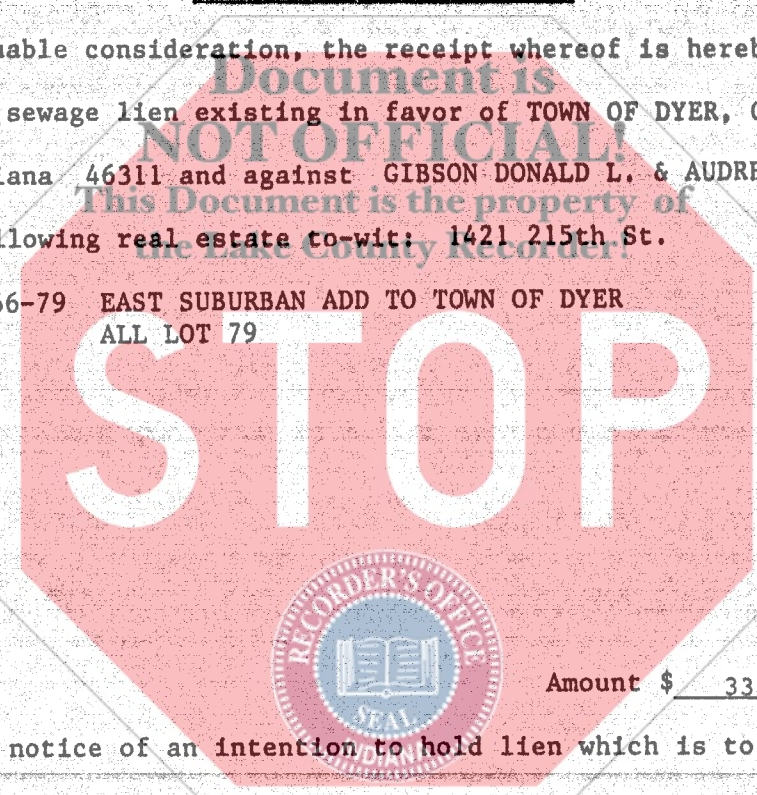 uable consideration, the receipt whereof is hereb
Document is
sewage lien existing in favor of TOWN OF DYER,
NOT OFFICIAL!
iana 46311 and against GIBSON DONALD L. & AUDRE
This Document is the property of
llowing real estate to-wit: 1421 215th St.
the Lake County Recorder!
66-79 EAST SUBURBAN ADD TO TOWN OF DYER
ALL LOT 79
STOP
RECORDER'S OFFICE
SEAL
INDIANA
Amount $ 33
notice of an intention to hold lien which is to